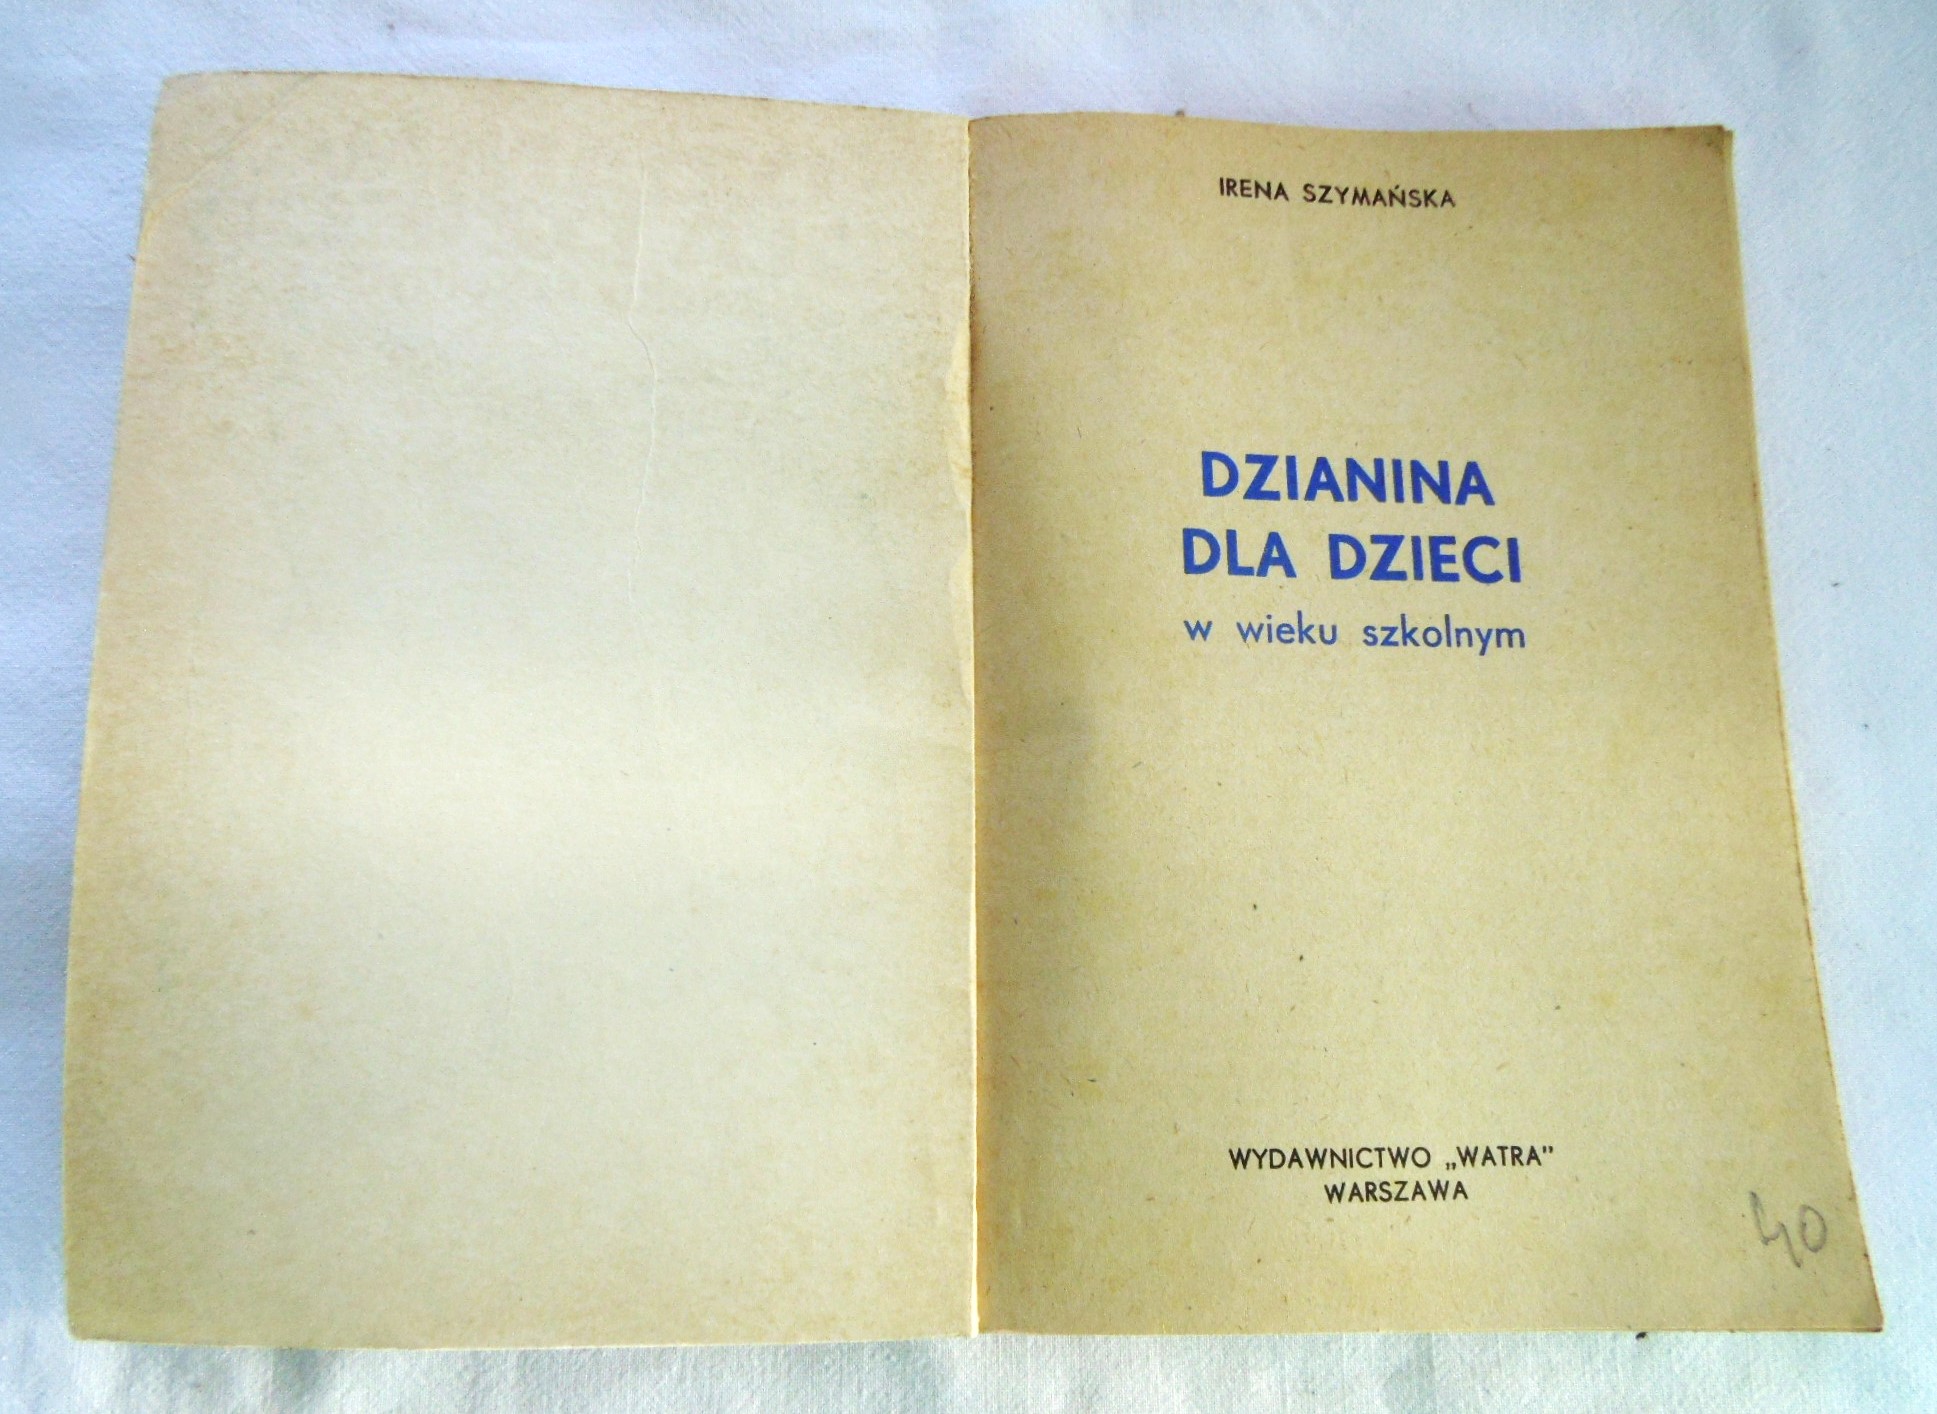 IRENA SZYMAŃSKA
DZIANINA
DLA DZIECI
w wieku szkolnym
WYDAWNICTWO „WATRA”
WARSZAWA
40